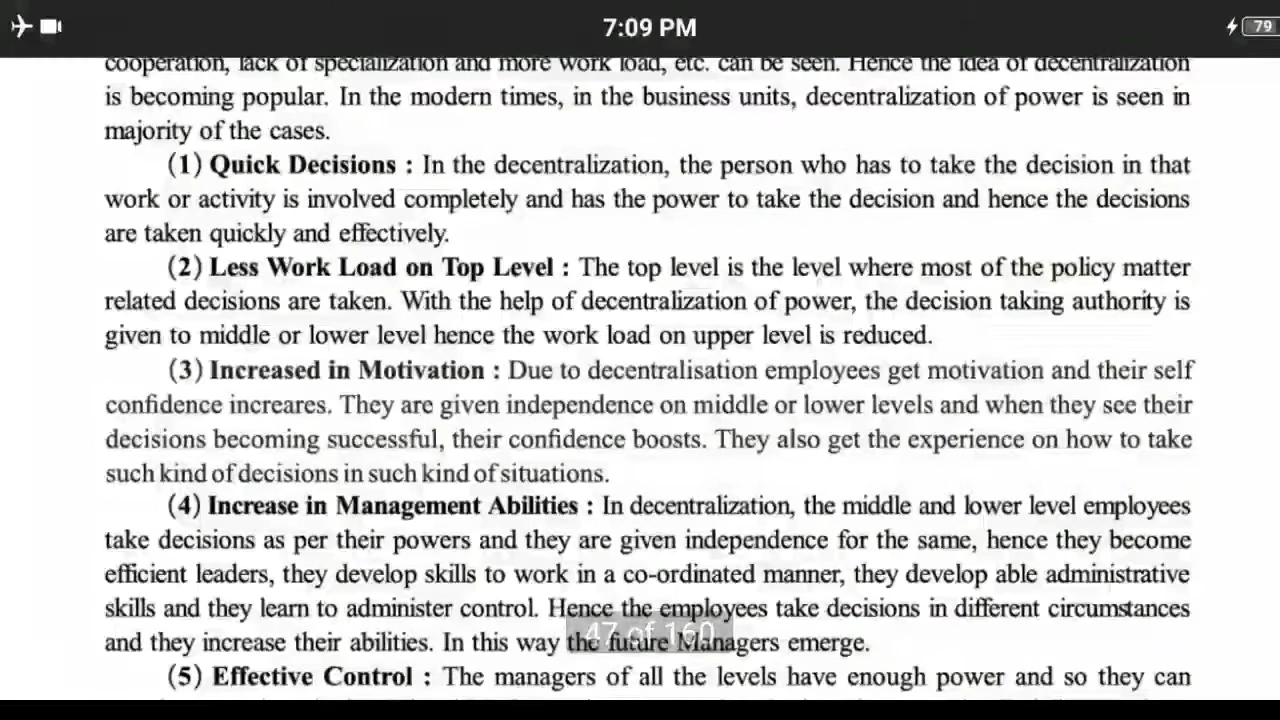 7:09 PM
79
cooperation, lack of specialization and more work load, etc. can be seen. Hence the idea of decentralization
is becoming popular. In the modern times, in the business units, decentralization of power is seen in
majority of the cases.
(1) Quick Decisions : In the decentralization, the person who has to take the decision in that
work or activity is involved completely and has the power to take the decision and hence the decisions
are taken quickly and effectively.
(2) Less Work Load on Top Level : The top level is the level where most of the policy matter
related decisions are taken. With the help of decentralization of power, the decision taking authority is
given to middle or lower level hence the work load on upper level is reduced.
(3) Increased in Motivation : Due to decentralisation employees get motivation and their self
confidence increares. They are given independence on middle or lower levels and when they see their
decisions becoming successful, their confidence boosts. They also get the experience on how to take
such kind of decisions in such kind of situations.
(4) Increase in Management Abilities : In decentralization, the middle and lower level employees
take decisions as per their powers and they are given independence for the same, hence they become
efficient leaders, they develop skills to work in a co-ordinated manner, they develop able administrative
skills and they learn to administer control. Hence the employees take decisions in different circumstances
and they increase their abilities. In this way the future Managers emerge.
47 of 160
(5) Effective Control : The managers of all the levels have enough power and so they can